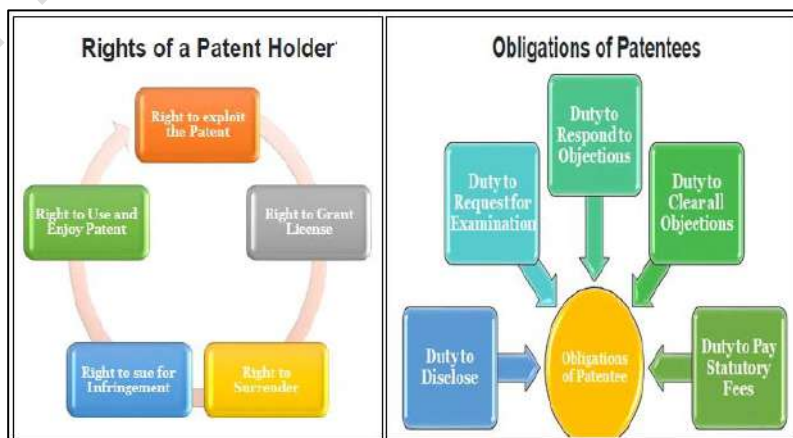 Rights of a Patent Holder
Right to exploit
the Patent
Right to Grant
License
Right to
Surrender
Right to sue for
Infringement
Right to Use and
Enjoy Patent
Obligations of Patentees
Duty to
Disclose
Duty to
Request for
Examination
Duty to
Respond to
Objections
Duty to
Clear all
Objections
Duty to Pay
Statutory
Fees
Obligations
of Patentee